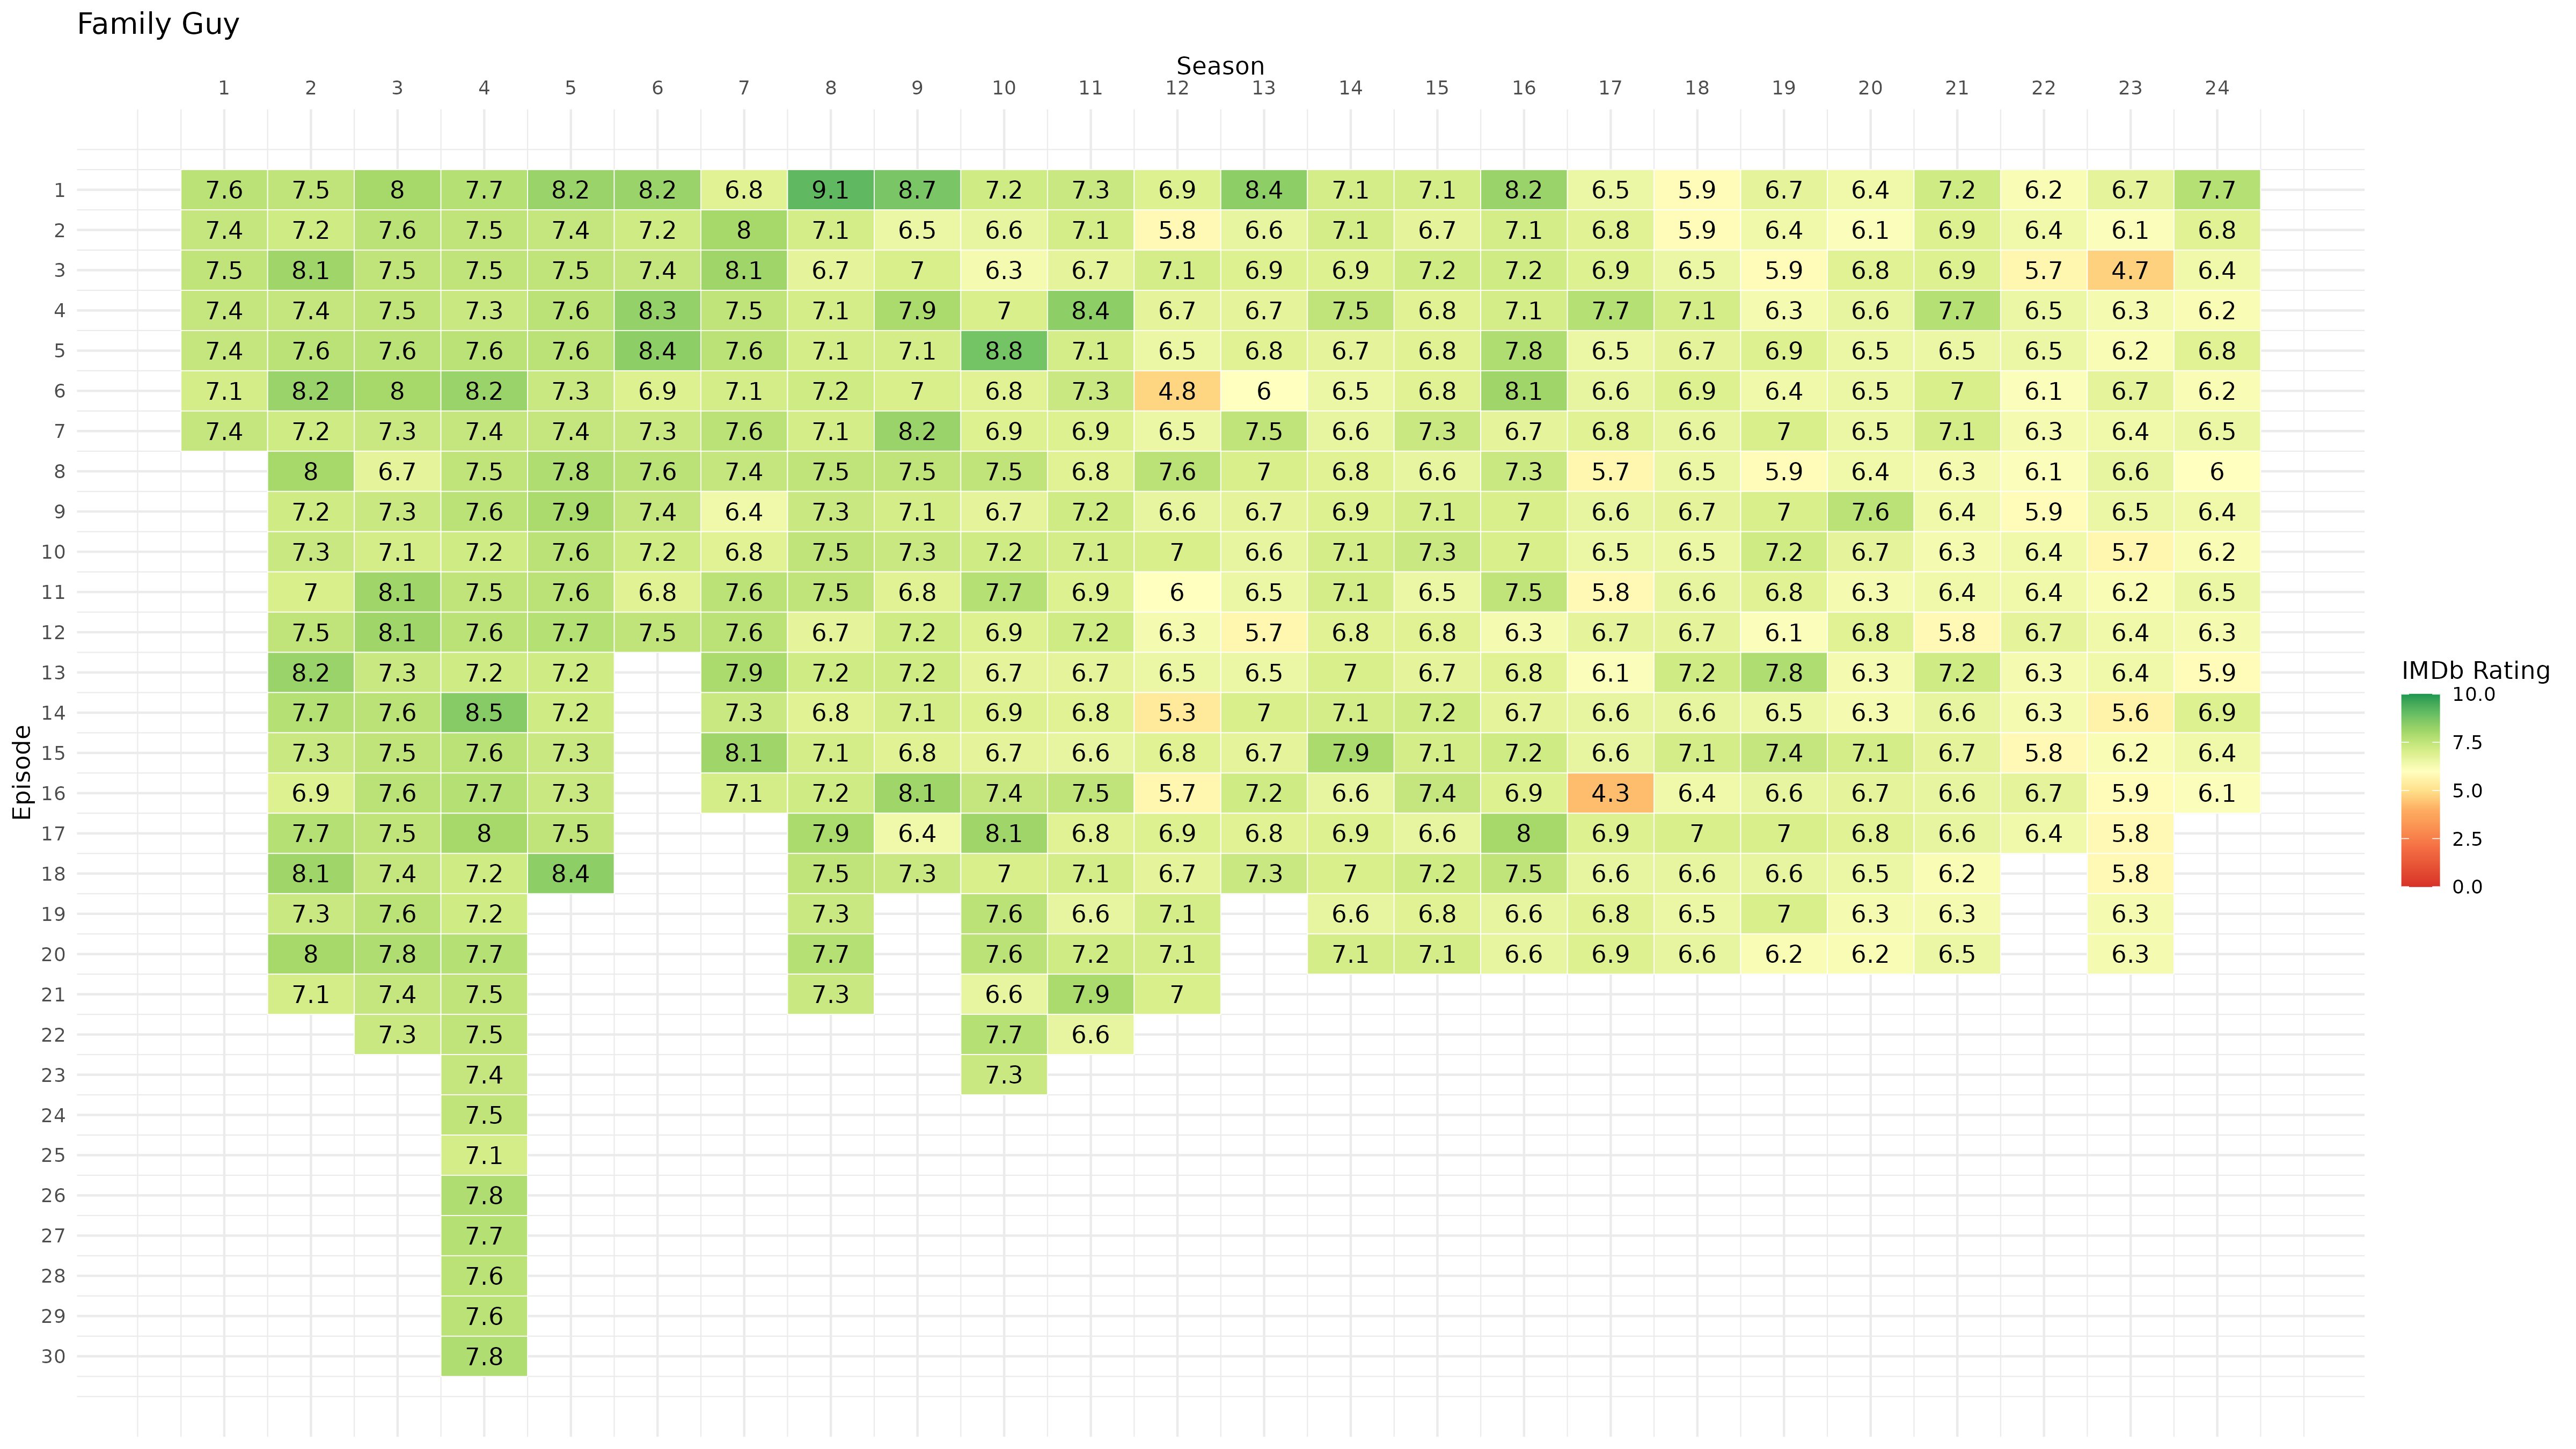 Family Guy
Season
1 2 3 4 5 6 7 8 9 10 11 12 13 14 15 16 17 18 19 20 21 22 23 24
1 7.6 7.5 8 7.7 8.2 8.2 6.8 9.1 8.7 7.2 7.3 6.9 8.4 7.1 7.1 8.2 6.5 5.9 6.7 6.4 7.2 6.2 6.7 7.7
2 7.4 7.2 7.6 7.5 7.4 7.2 8 7.1 6.5 6.6 7.1 5.8 6.6 7.1 6.7 7.1 6.8 5.9 6.4 6.1 6.9 6.4 6.1 6.8
3 7.5 8.1 7.5 7.5 7.5 7.4 8.1 6.7 7 6.3 6.7 7.1 6.9 6.9 7.2 7.2 6.9 6.5 5.9 6.8 6.9 5.7 4.7 6.4
4 7.4 7.4 7.5 7.3 7.6 8.3 7.5 7.1 7.9 7 8.4 6.7 6.7 7.5 6.8 7.1 7.7 7.1 6.3 6.6 7.7 6.5 6.3 6.2
5 7.4 7.6 7.6 7.6 7.6 8.4 7.6 7.1 7.1 8.8 7.1 6.5 6.8 6.7 6.8 7.8 6.5 6.7 6.9 6.5 6.5 6.5 6.2 6.8
6 7.1 8.2 8 8.2 7.3 6.9 7.1 7.2 7 6.8 7.3 4.8 6 6.5 6.8 8.1 6.6 6.9 6.4 6.5 7 6.1 6.7 6.2
7 7.4 7.2 7.3 7.4 7.4 7.3 7.6 7.1 8.2 6.9 6.9 6.5 7.5 6.6 7.3 6.7 6.8 6.6 7 6.5 7.1 6.3 6.4 6.5
8 8 6.7 7.5 7.8 7.6 7.4 7.5 7.5 7.5 6.8 7.6 7 6.8 6.6 7.3 5.7 6.5 5.9 6.4 6.3 6.1 6.6 6
9 7.2 7.3 7.6 7.9 7.4 6.4 7.3 7.1 6.7 7.2 6.6 6.7 6.9 7.1 7 6.6 6.7 7 7.6 6.4 5.9 6.5 6.4
10 7.3 7.1 7.2 7.6 7.2 6.8 7.5 7.3 7.2 7.1 7 6.6 7.1 7.3 7 6.5 6.5 7.2 6.7 6.3 6.4 5.7 6.2
11 7 8.1 7.5 7.6 6.8 7.6 7.5 6.8 7.7 6.9 6 6.5 7.1 6.5 7.5 5.8 6.6 6.8 6.3 6.4 6.4 6.2 6.5
12 7.5 8.1 7.6 7.7 7.5 7.6 6.7 7.2 6.9 7.2 6.3 5.7 6.8 6.8 6.3 6.7 6.7 6.1 6.8 5.8 6.7 6.4 6.3
13 8.2 7.3 7.2 7.2 7.9 7.2 7.2 6.7 6.7 6.5 6.5 7 6.7 6.8 6.1 7.2 7.8 6.3 7.2 6.3 6.4 5.9
14 7.7 7.6 8.5 7.2 7.3 6.8 7.1 6.9 6.8 5.3 7 7.1 7.2 6.7 6.6 6.6 6.5 6.3 6.6 6.3 5.6 6.9
15 7.3 7.5 7.6 7.3 8.1 7.1 6.8 6.7 6.6 6.8 6.7 7.9 7.1 7.2 6.6 7.1 7.4 7.1 6.7 5.8 6.2 6.4
16 6.9 7.6 7.7 7.3 7.1 7.2 8.1 7.4 7.5 5.7 7.2 6.6 7.4 6.9 4.3 6.4 6.6 6.7 6.6 6.7 5.9 6.1
17 7.7 7.5 8 7.5 7.9 6.4 8.1 6.8 6.9 6.8 6.9 6.6 8 6.9 7 7 6.8 6.6 6.4 5.8
18 8.1 7.4 7.2 8.4 7.5 7.3 7 7.1 6.7 7.3 7 7.2 7.5 6.6 6.6 6.6 6.5 6.2 5.8
19 7.3 7.6 7.2 7.3 7.6 6.6 7.1 6.6 6.8 6.6 6.8 6.5 7 6.3 6.3 6.3
20 8 7.8 7.7 7.7 7.6 7.2 7.1 7.1 7.1 6.6 6.9 6.6 6.2 6.2 6.5 6.3
21 7.1 7.4 7.5 7.3 6.6 7.9 7
22 7.3 7.5 7.7 6.6
23 7.4 7.3
24 7.5
25 7.1
26 7.8
27 7.7
28 7.6
29 7.6
30 7.8
Episode
IMDb Rating
10.0
7.5
5.0
2.5
0.0